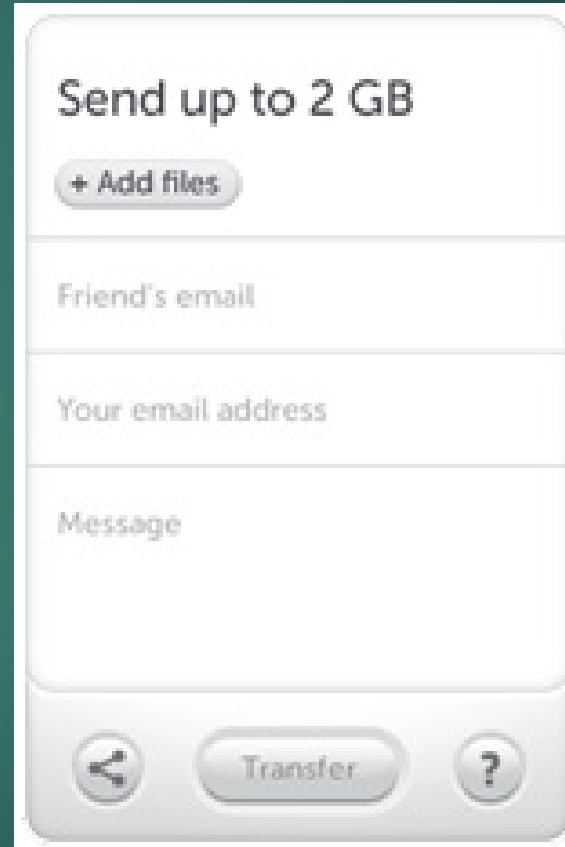 Send up to 2 GB
+ Add files
Friend's email
Your email address
Message
Transfer
?